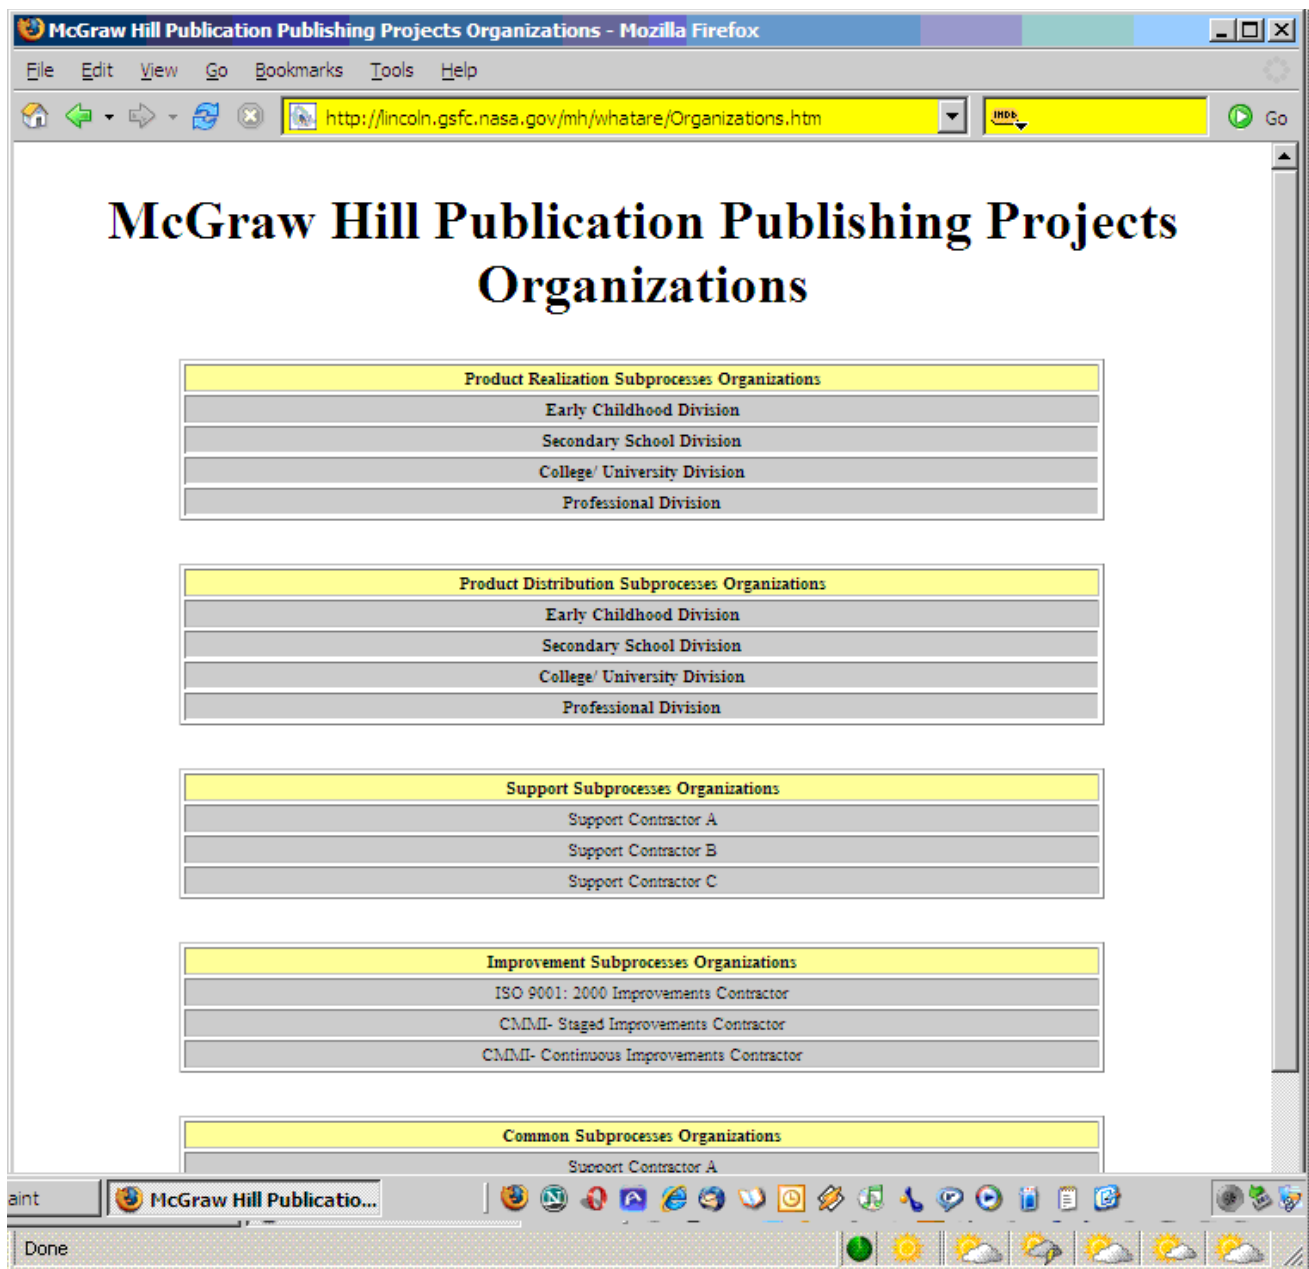 McGraw Hill Publication Publishing Projects Organizations - Mozilla Firefox
File Edit View Go Bookmarks Tools Help
http://lincoln.gsfc.nasa.gov/mh/whatare/Organizations.htm IMDb Go
McGraw Hill Publication Publishing Projects
Organizations
Product Realization Subprocesses Organizations
Early Childhood Division
Secondary School Division
College/ University Division
Professional Division
Product Distribution Subprocesses Organizations
Early Childhood Division
Secondary School Division
College/ University Division
Professional Division
Support Subprocesses Organizations
Support Contractor A
Support Contractor B
Support Contractor C
Improvement Subprocesses Organizations
ISO 9001: 2000 Improvements Contractor
CMMI- Staged Improvements Contractor
CMMI- Continuous Improvements Contractor
Common Subprocesses Organizations
Support Contractor A
aint McGraw Hill Publicatio...
Done